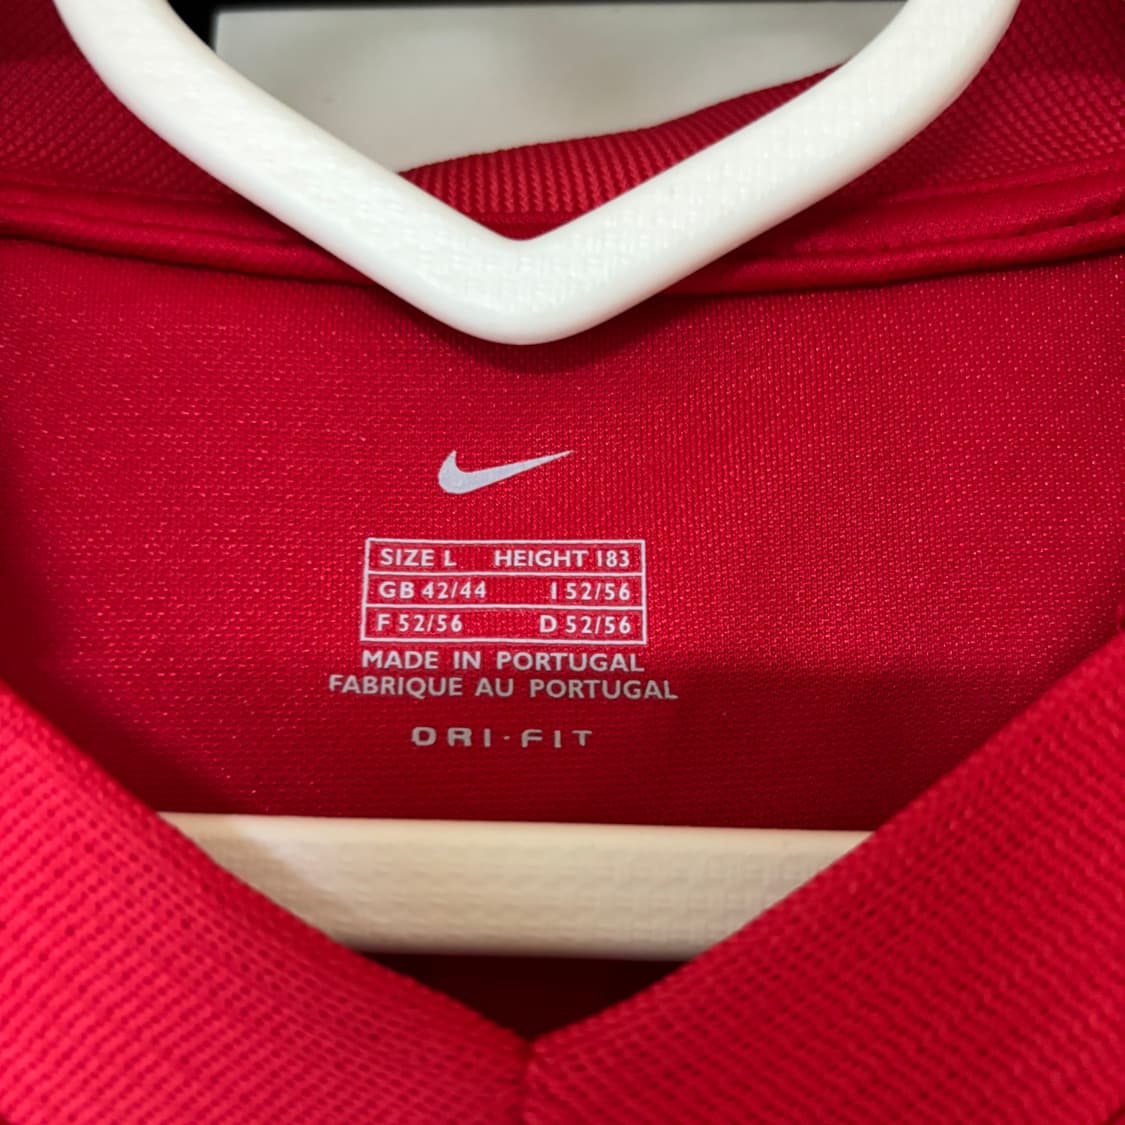 SIZE L HEIGHT 183
GB 42/44 I 52/56
F 52/56 D 52/56
MADE IN PORTUGAL
FABRIQUE AU PORTUGAL
DRI·FIT